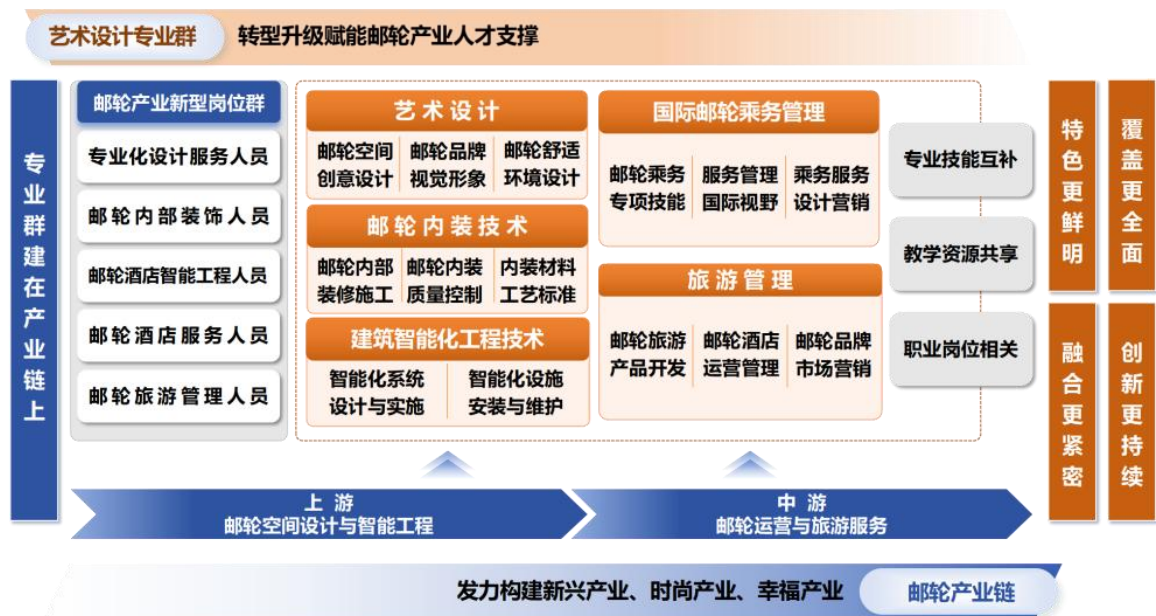 艺术设计专业群
转型升级赋能邮轮产业人才支撑
专业群建在产业链上
邮轮产业新型岗位群
专业化设计服务人员
邮轮内部装饰人员
邮轮酒店智能工程人员
邮轮酒店服务人员
邮轮旅游管理人员
艺术设计
邮轮空间 邮轮品牌 邮轮舒适
创意设计 视觉形象 环境设计
邮轮内装技术
邮轮内部 邮轮内装 内装材料
装修施工 质量控制 工艺标准
建筑智能化工程技术
智能化系统 智能化设施
设计与实施 安装与维护
国际邮轮乘务管理
邮轮乘务 服务管理 乘务服务
专项技能 国际视野 设计营销
旅游管理
邮轮旅游 邮轮酒店 邮轮品牌
产品开发 运营管理 市场营销
专业技能互补
教学资源共享
职业岗位相关
特色更鲜明
覆盖更全面
融合更紧密
创新更持续
上游
邮轮空间设计与智能工程
中游
邮轮运营与旅游服务
发力构建新兴产业、时尚产业、幸福产业
邮轮产业链